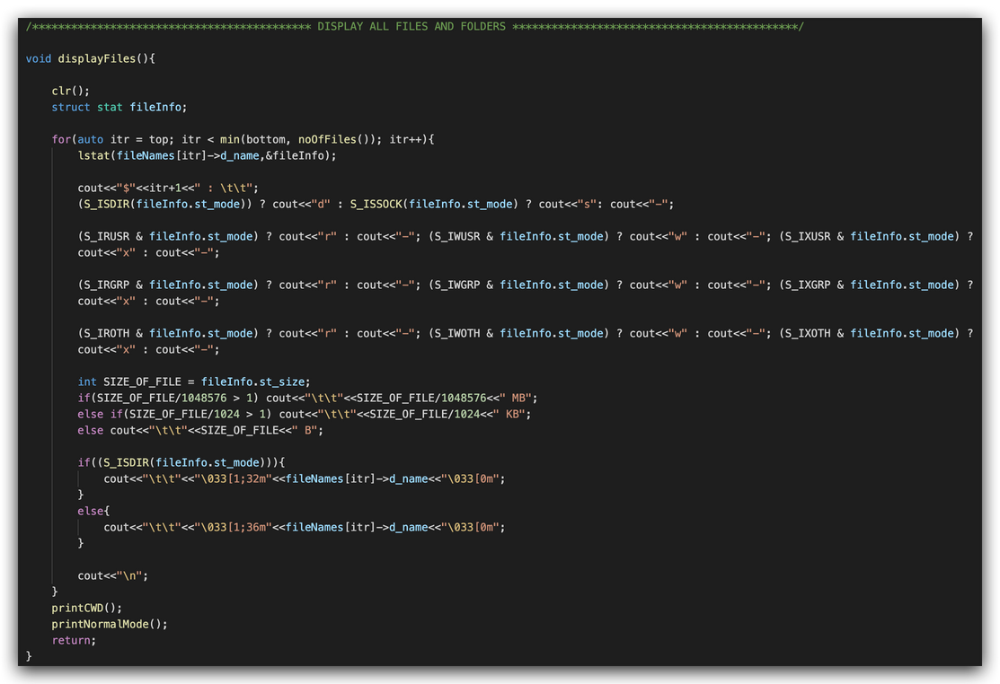 /******************************************* DISPLAY ALL FILES AND FOLDERS ********************************************/
void displayFiles(){
clr();
struct stat fileInfo;
for(auto itr = top; itr < min(bottom, noOfFiles()); itr++){
lstat(fileNames[itr]->d_name,&fileInfo);
cout<<"$"<<itr+1<<" : \t\t";
(S_ISDIR(fileInfo.st_mode)) ? cout<<"d" : S_ISSOCK(fileInfo.st_mode) ? cout<<"s": cout<<"-";
(S_IRUSR & fileInfo.st_mode) ? cout<<"r" : cout<<"-"; (S_IWUSR & fileInfo.st_mode) ? cout<<"w" : cout<<"-"; (S_IXUSR & fileInfo.st_mode) ?
cout<<"x" : cout<<"-";
(S_IRGRP & fileInfo.st_mode) ? cout<<"r" : cout<<"-"; (S_IWGRP & fileInfo.st_mode) ? cout<<"w" : cout<<"-"; (S_IXGRP & fileInfo.st_mode) ?
cout<<"x" : cout<<"-";
(S_IROTH & fileInfo.st_mode) ? cout<<"r" : cout<<"-"; (S_IWOTH & fileInfo.st_mode) ? cout<<"w" : cout<<"-"; (S_IXOTH & fileInfo.st_mode) ?
cout<<"x" : cout<<"-";
int SIZE_OF_FILE = fileInfo.st_size;
if(SIZE_OF_FILE/1048576 > 1) cout<<"\t\t"<<SIZE_OF_FILE/1048576<<" MB";
else if(SIZE_OF_FILE/1024 > 1) cout<<"\t\t"<<SIZE_OF_FILE/1024<<" KB";
else cout<<"\t\t"<<SIZE_OF_FILE<<" B";
if((S_ISDIR(fileInfo.st_mode))){
cout<<"\t\t"<<"\033[1;32m"<<fileNames[itr]->d_name<<"\033[0m";
}
else{
cout<<"\t\t"<<"\033[1;36m"<<fileNames[itr]->d_name<<"\033[0m";
}
cout<<"\n";
}
printCWD();
printNormalMode();
return;
}